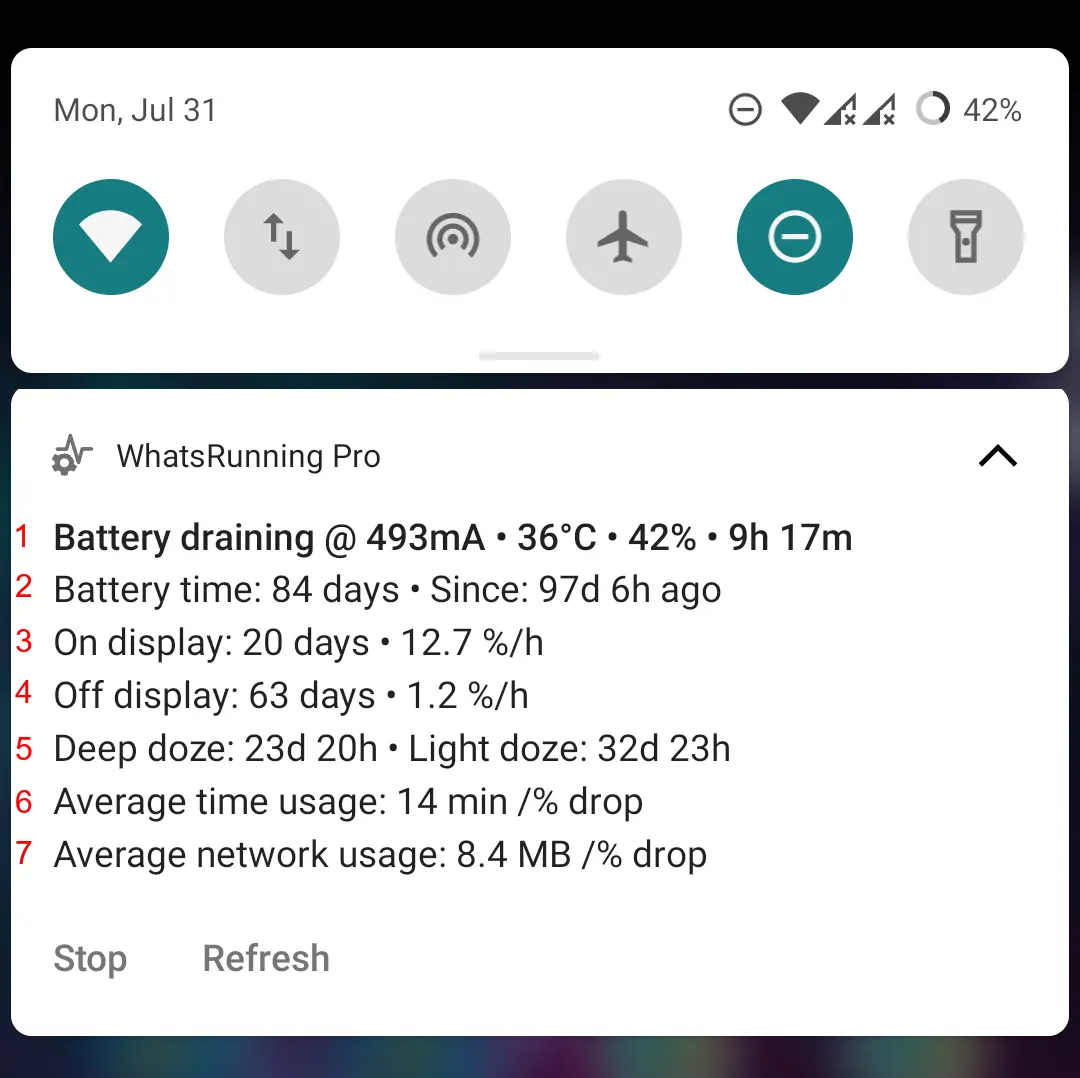 Mon, Jul 31 42%
WhatsRunning Pro
1 Battery draining @ 493mA • 36°C • 42% • 9h 17m
2 Battery time: 84 days • Since: 97d 6h ago
3 On display: 20 days • 12.7 %/h
4 Off display: 63 days • 1.2 %/h
5 Deep doze: 23d 20h • Light doze: 32d 23h
6 Average time usage: 14 min /% drop
7 Average network usage: 8.4 MB /% drop
Stop Refresh